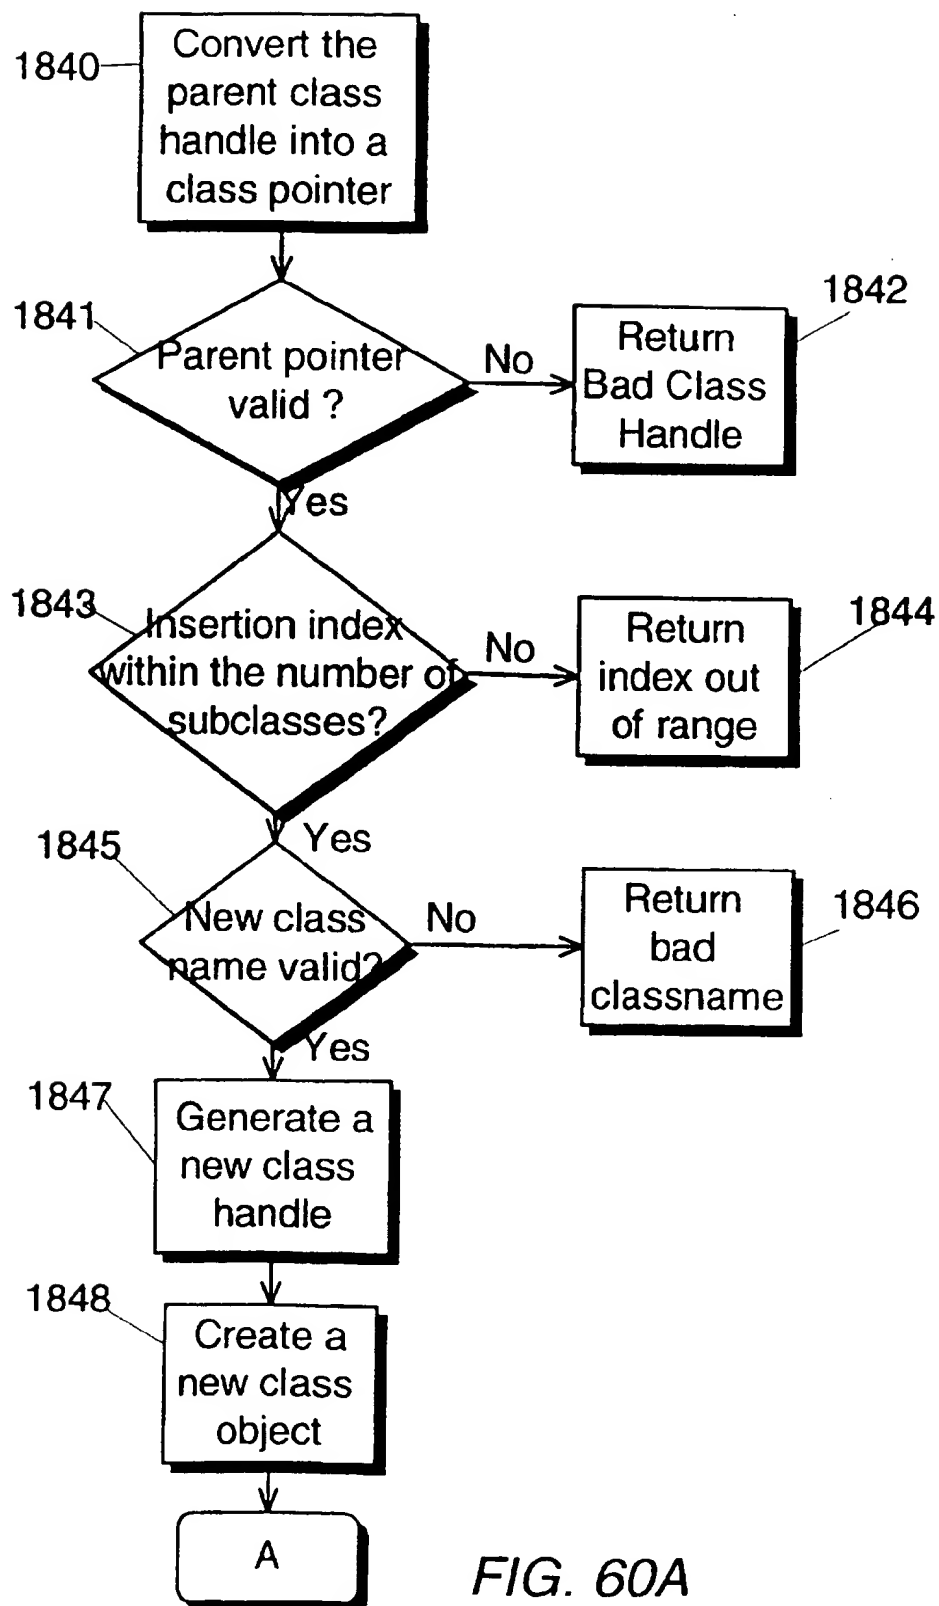 1840
Convert the
parent class
handle into a
class pointer
1841
Parent pointer
valid ?
No
1842
Return
Bad Class
Handle
Yes
1843
Insertion index
within the number of
subclasses?
No
1844
Return
index out
of range
Yes
1845
New class
name valid?
No
1846
Return
bad
classname
Yes
1847
Generate a
new class
handle
1848
Create a
new class
object
A
FIG. 60A